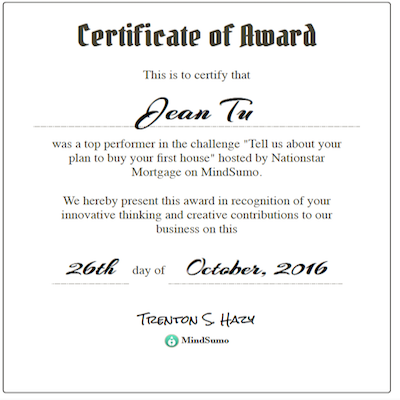 Certificate of Award
This is to certify that
Jean Tu
was a top performer in the challenge "Tell us about your
plan to buy your first house" hosted by Nationstar
Mortgage on MindSumo.
We hereby present this award in recognition of your
innovative thinking and creative contributions to our
business on this
26th day of October, 2016
Trenton S. Hazy
MindSumo